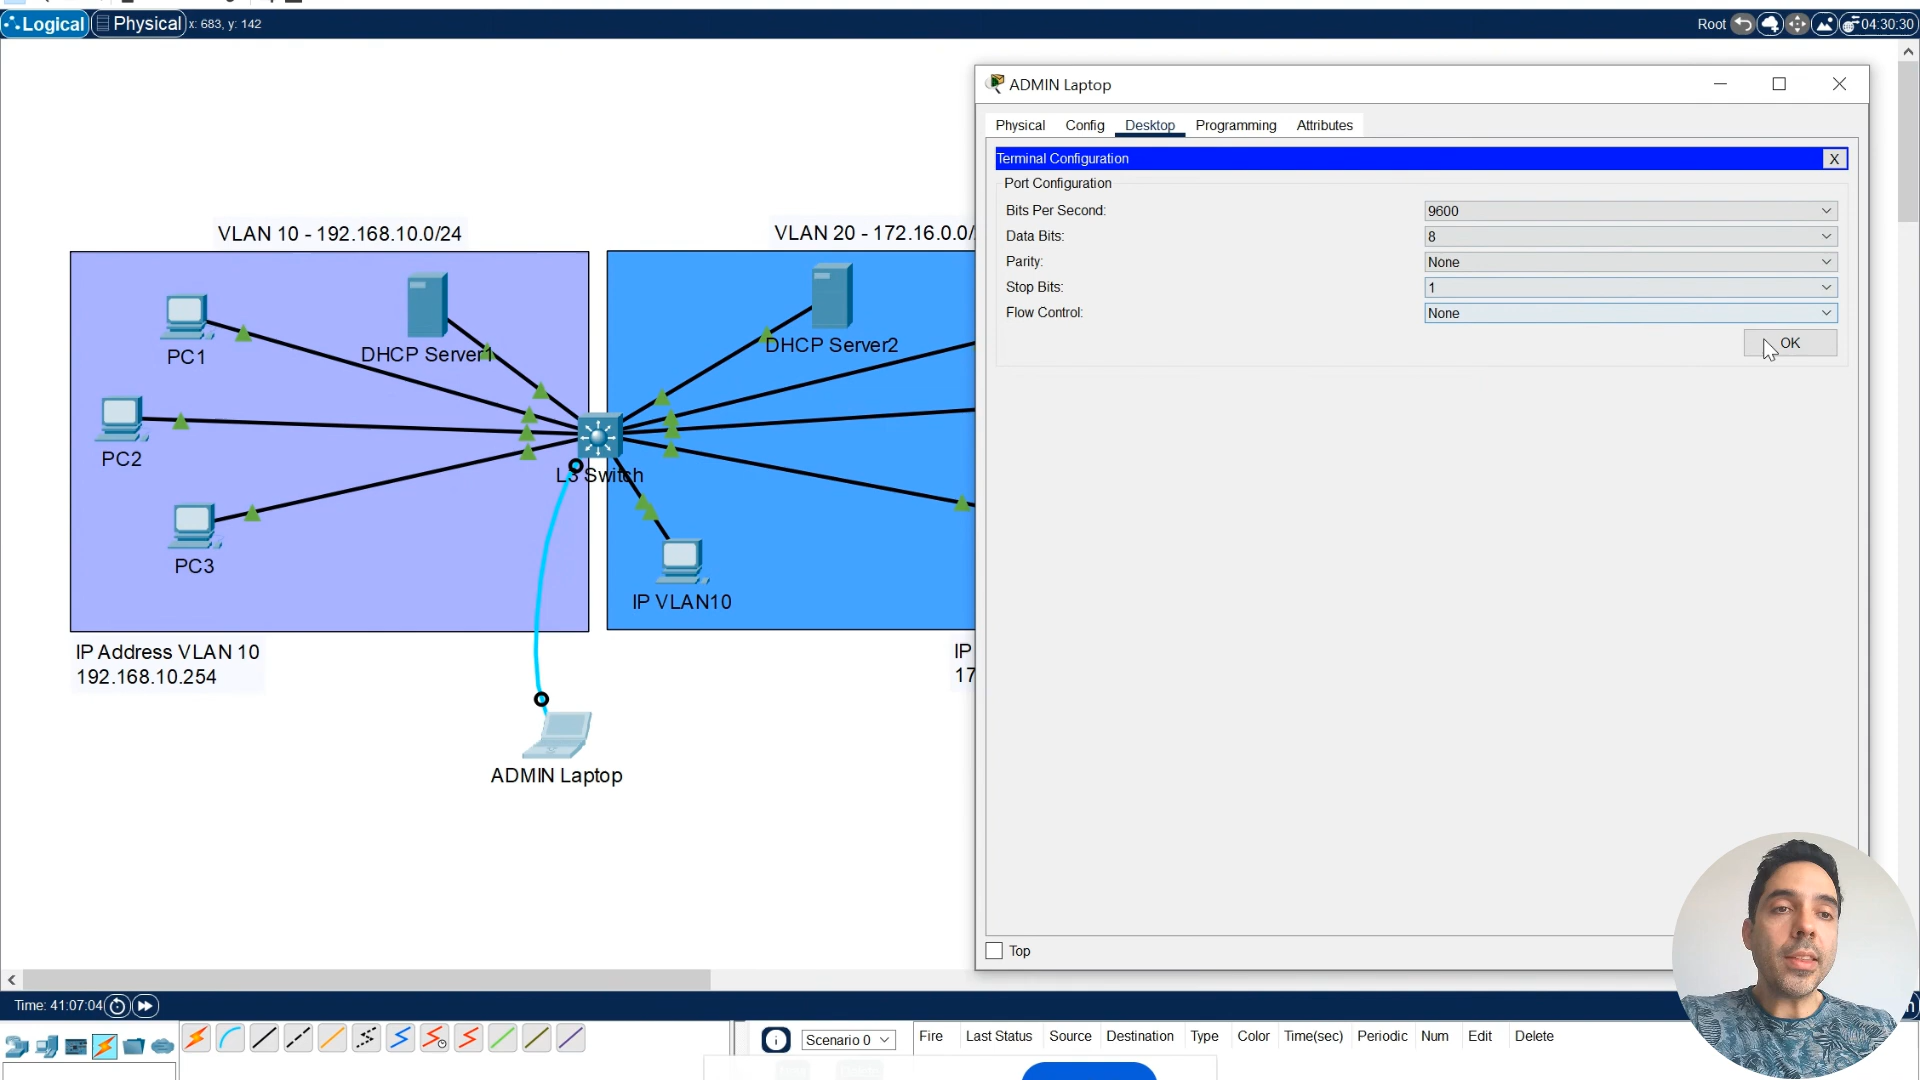 Logical
Physical
x: 683, y: 142
Root
04:30:30
ADMIN Laptop
Physical
Config
Desktop
Programming
Attributes
Terminal Configuration
X
Port Configuration
Bits Per Second:
9600
Data Bits:
8
Parity:
None
Stop Bits:
1
Flow Control:
None
OK
Top
VLAN 10 - 192.168.10.0/24
VLAN 20 - 172.16.0.0/
PC1
DHCP Server1
DHCP Server2
PC2
L3 Switch
PC3
IP VLAN10
IP Address VLAN 10
192.168.10.254
IP
17
ADMIN Laptop
Time: 41:07:04
Scenario 0
Fire
Last Status
Source
Destination
Type
Color
Time(sec)
Periodic
Num
Edit
Delete